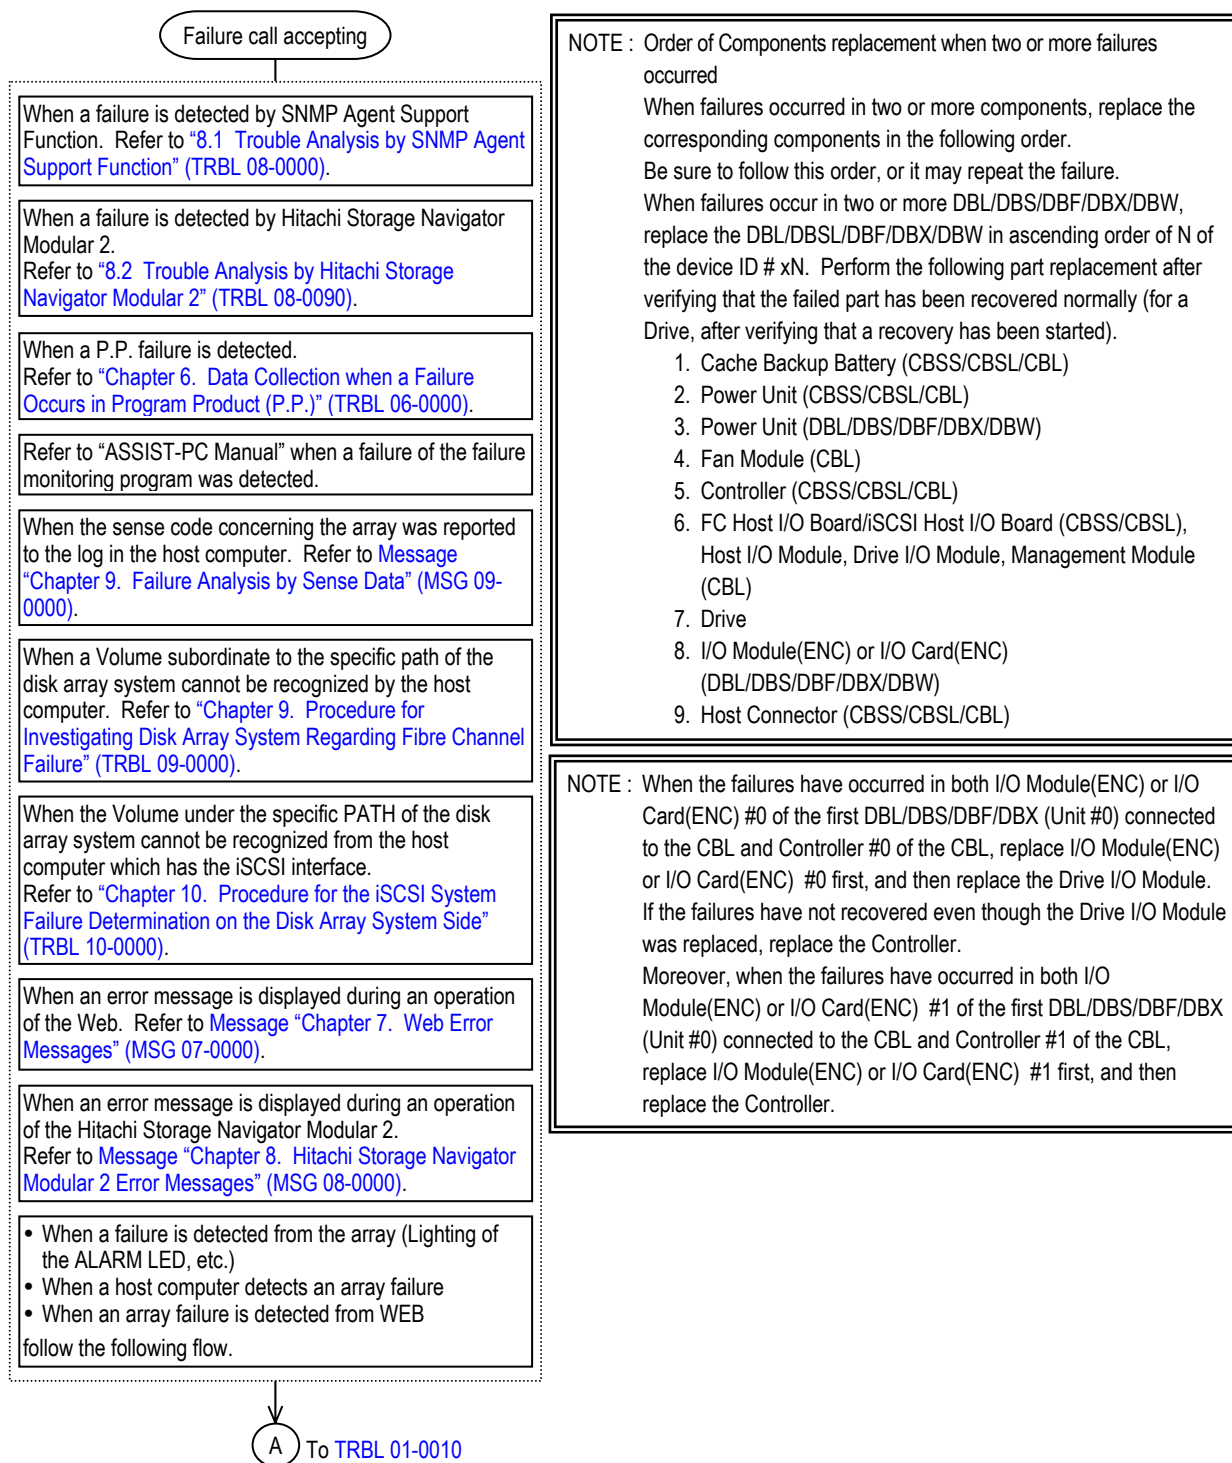 Failure call accepting
When a failure is detected by SNMP Agent Support
Function. Refer to “8.1 Trouble Analysis by SNMP Agent
Support Function” (TRBL 08-0000).
When a failure is detected by Hitachi Storage Navigator
Modular 2.
Refer to “8.2 Trouble Analysis by Hitachi Storage
Navigator Modular 2” (TRBL 08-0090).
When a P.P. failure is detected.
Refer to “Chapter 6. Data Collection when a Failure
Occurs in Program Product (P.P.)” (TRBL 06-0000).
Refer to “ASSIST-PC Manual” when a failure of the failure
monitoring program was detected.
When the sense code concerning the array was reported
to the log in the host computer. Refer to Message
“Chapter 9. Failure Analysis by Sense Data” (MSG 09-
0000).
When a Volume subordinate to the specific path of the
disk array system cannot be recognized by the host
computer. Refer to “Chapter 9. Procedure for
Investigating Disk Array System Regarding Fibre Channel
Failure” (TRBL 09-0000).
When the Volume under the specific PATH of the disk
array system cannot be recognized from the host
computer which has the iSCSI interface.
Refer to “Chapter 10. Procedure for the iSCSI System
Failure Determination on the Disk Array System Side”
(TRBL 10-0000).
When an error message is displayed during an operation
of the Web. Refer to Message “Chapter 7. Web Error
Messages” (MSG 07-0000).
When an error message is displayed during an operation
of the Hitachi Storage Navigator Modular 2.
Refer to Message “Chapter 8. Hitachi Storage Navigator
Modular 2 Error Messages” (MSG 08-0000).
• When a failure is detected from the array (Lighting of
the ALARM LED, etc.)
• When a host computer detects an array failure
• When an array failure is detected from WEB
follow the following flow.
A To TRBL 01-0010
NOTE : Order of Components replacement when two or more failures
occurred
When failures occurred in two or more components, replace the
corresponding components in the following order.
Be sure to follow this order, or it may repeat the failure.
When failures occur in two or more DBL/DBS/DBF/DBX/DBW,
replace the DBL/DBSL/DBF/DBX/DBW in ascending order of N of
the device ID # xN. Perform the following part replacement after
verifying that the failed part has been recovered normally (for a
Drive, after verifying that a recovery has been started).
1. Cache Backup Battery (CBSS/CBSL/CBL)
2. Power Unit (CBSS/CBSL/CBL)
3. Power Unit (DBL/DBS/DBF/DBX/DBW)
4. Fan Module (CBL)
5. Controller (CBSS/CBSL/CBL)
6. FC Host I/O Board/iSCSI Host I/O Board (CBSS/CBSL),
Host I/O Module, Drive I/O Module, Management Module
(CBL)
7. Drive
8. I/O Module(ENC) or I/O Card(ENC)
(DBL/DBS/DBF/DBX/DBW)
9. Host Connector (CBSS/CBSL/CBL)
NOTE : When the failures have occurred in both I/O Module(ENC) or I/O
Card(ENC) #0 of the first DBL/DBS/DBF/DBX (Unit #0) connected
to the CBL and Controller #0 of the CBL, replace I/O Module(ENC)
or I/O Card(ENC) #0 first, and then replace the Drive I/O Module.
If the failures have not recovered even though the Drive I/O Module
was replaced, replace the Controller.
Moreover, when the failures have occurred in both I/O
Module(ENC) or I/O Card(ENC) #1 of the first DBL/DBS/DBF/DBX
(Unit #0) connected to the CBL and Controller #1 of the CBL,
replace I/O Module(ENC) or I/O Card(ENC) #1 first, and then
replace the Controller.